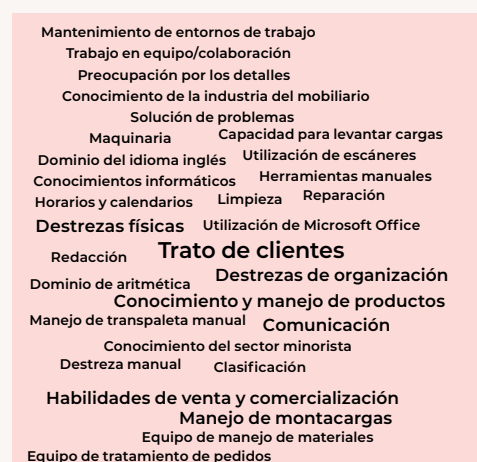 Mantenimiento de entornos de trabajo
Trabajo en equipo/colaboración
Preocupación por los detalles
Conocimiento de la industria del mobiliario
Solución de problemas
Maquinaria
Capacidad para levantar cargas
Dominio del idioma inglés
Utilización de escáneres
Conocimientos informáticos
Herramientas manuales
Horarios y calendarios
Limpieza
Reparación
Destrezas físicas
Utilización de Microsoft Office
Redacción
Trato de clientes
Dominio de aritmética
Destrezas de organización
Conocimiento y manejo de productos
Manejo de transpaleta manual
Comunicación
Conocimiento del sector minorista
Destreza manual
Clasificación
Habilidades de venta y comercialización
Manejo de montacargas
Equipo de manejo de materiales
Equipo de tratamiento de pedidos